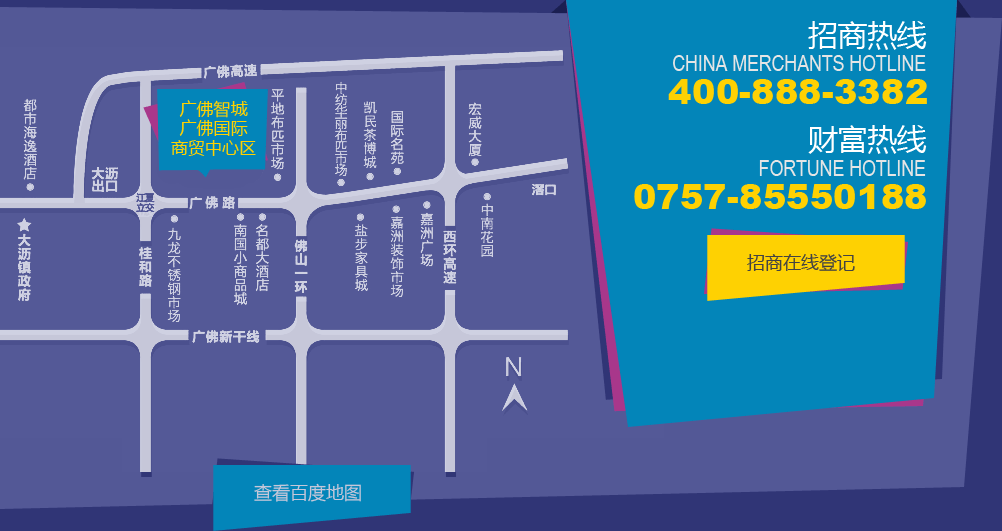 招商热线
CHINA MERCHANTS HOTLINE
400-888-3382
财富热线
FORTUNE HOTLINE
0757-85550188
招商在线登记
广佛高速
广佛智城
广佛国际
商贸中心区
都市海逸酒店
大沥
出口
平地布匹市场
中纺华丽布匹市场
凯民茶博城
国际名苑
宏威大厦
滘口
立交
广佛路
大沥镇政府
桂和路
九龙不锈钢市场
南国小商品城
名都大酒店
佛山一环
盐步家具城
嘉洲装饰市场
嘉洲广场
西环高速
中南花园
广佛新干线
N
查看百度地图